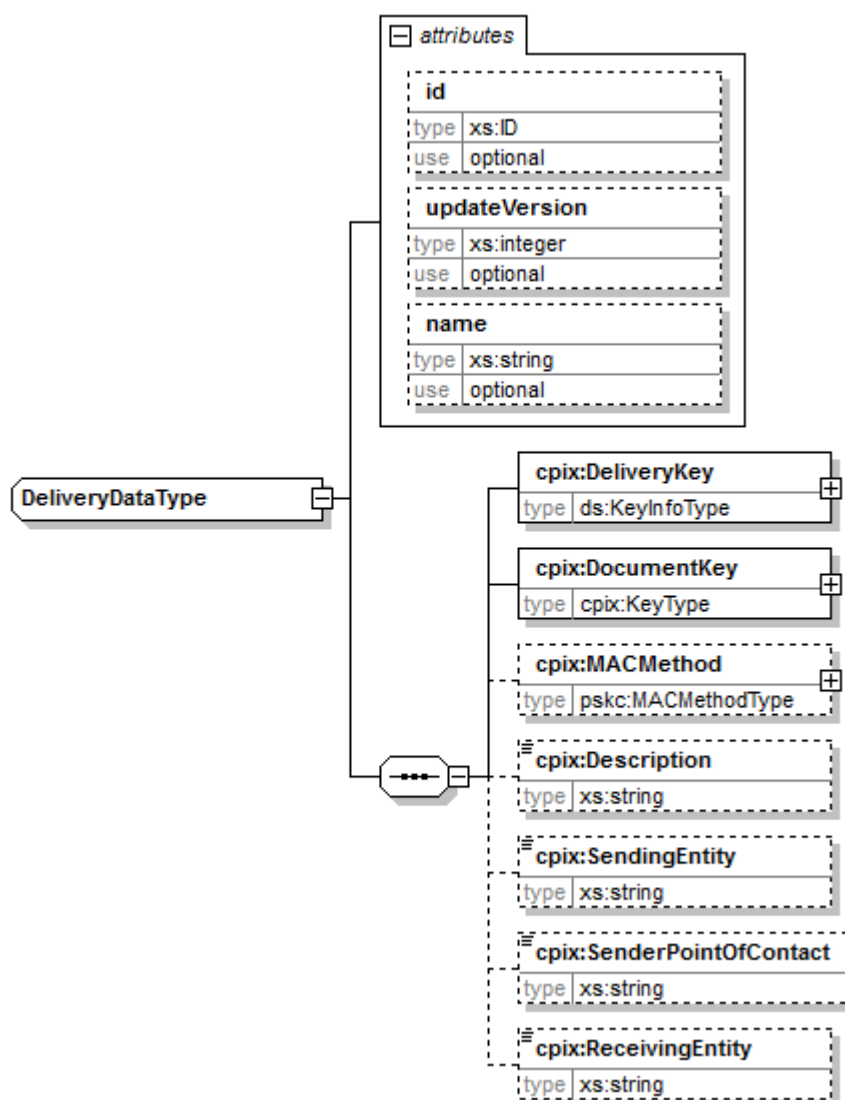 attributes
id
type xs:ID
use optional
updateVersion
type xs:integer
use optional
name
type xs:string
use optional
DeliveryDataType
cpix:DeliveryKey
type ds:KeyInfoType
cpix:DocumentKey
type cpix:KeyType
cpix:MACMethod
type pskc:MACMethodType
cpix:Description
type xs:string
cpix:SendingEntity
type xs:string
cpix:SenderPointOfContact
type xs:string
cpix:ReceivingEntity
type xs:string